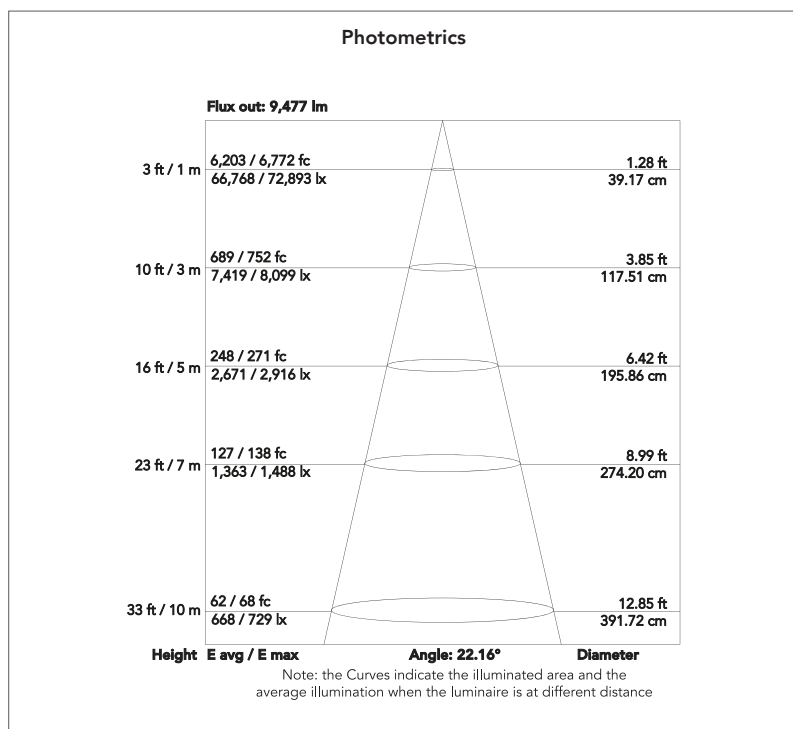 Photometrics
Flux out: 9,477 lm
3 ft / 1 m
6,203 / 6,772 fc
66,768 / 72,893 lx
1.28 ft
39.17 cm
10 ft / 3 m
689 / 752 fc
7,419 / 8,099 lx
3.85 ft
117.51 cm
16 ft / 5 m
248 / 271 fc
2,671 / 2,916 lx
6.42 ft
195.86 cm
23 ft / 7 m
127 / 138 fc
1,363 / 1,488 lx
8.99 ft
274.20 cm
33 ft / 10 m
62 / 68 fc
668 / 729 lx
12.85 ft
391.72 cm
Height E avg / E max Angle: 22.16° Diameter
Note: the Curves indicate the illuminated area and the
average illumination when the luminaire is at different distance